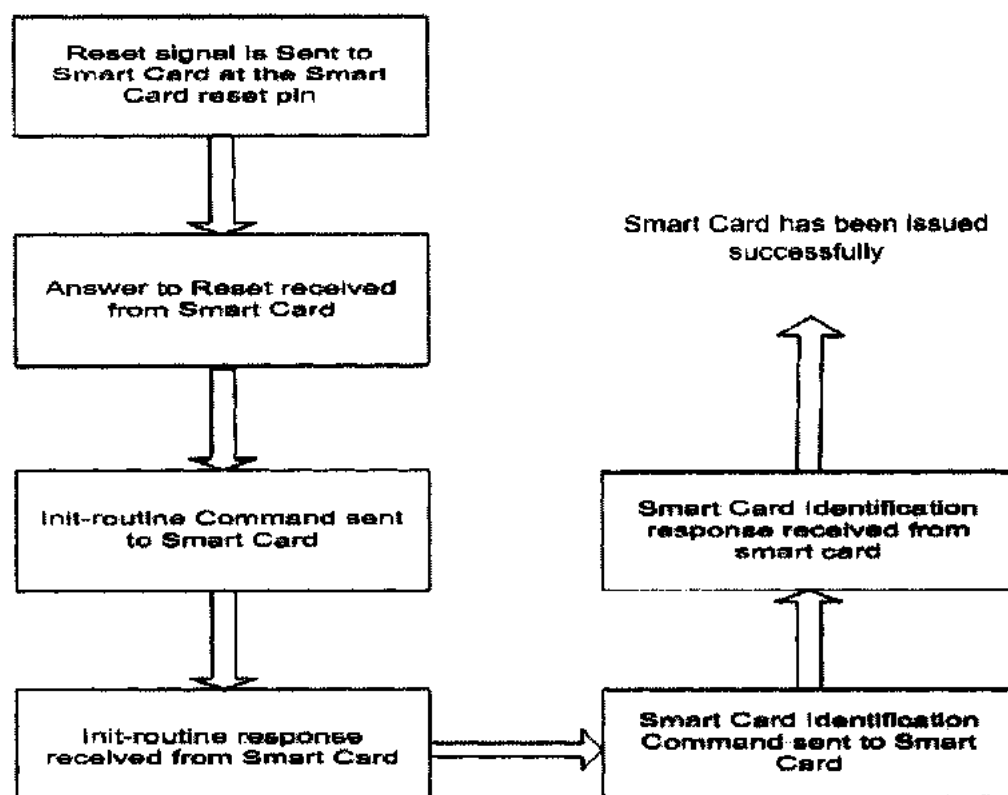 Reset signal is Sent to
Smart Card at the Smart
Card reset pin
Answer to Reset received
from Smart Card
Init-routine Command sent
to Smart Card
Init-routine response
received from Smart Card
Smart Card Identification
Command sent to Smart
Card
Smart Card Identification
response received from
smart card
Smart Card has been issued
successfully